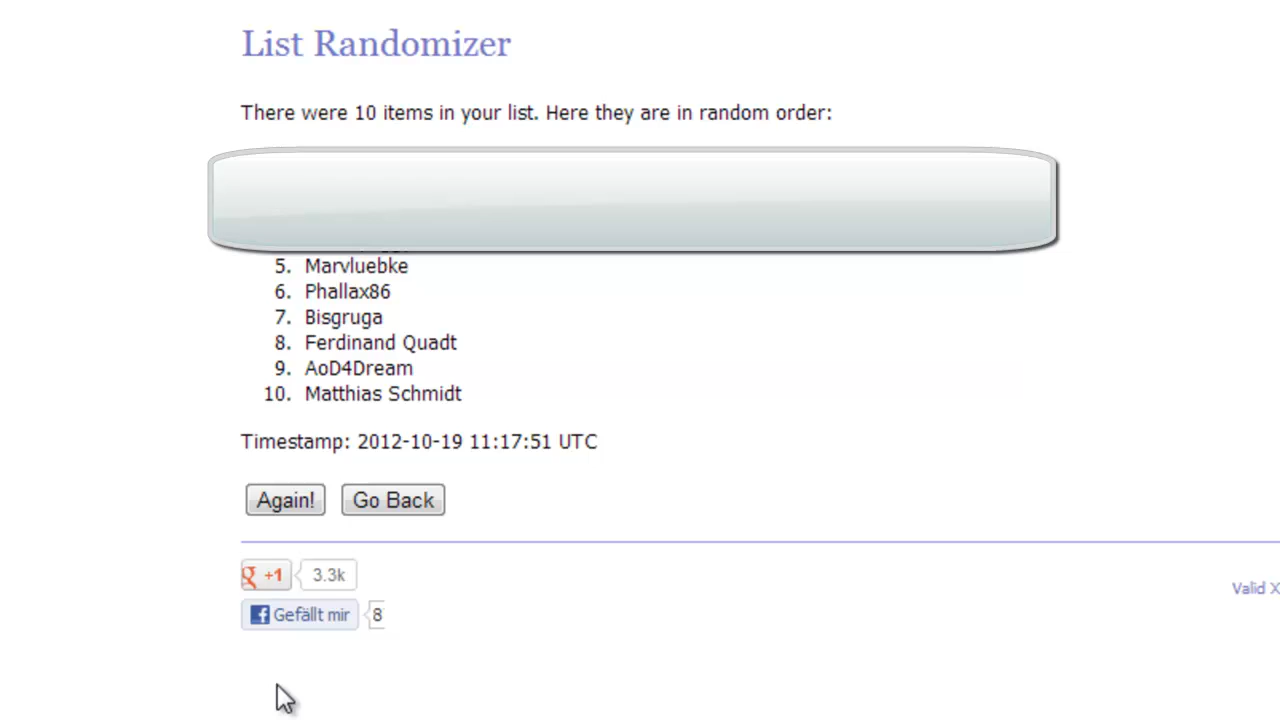 List Randomizer
There were 10 items in your list. Here they are in random order:
5. Marvluebke
6. Phallax86
7. Bisgruga
8. Ferdinand Quadt
9. AoD4Dream
10. Matthias Schmidt
Timestamp: 2012-10-19 11:17:51 UTC
Again! Go Back
+1 3.3k
Valid X
Gefällt mir 8